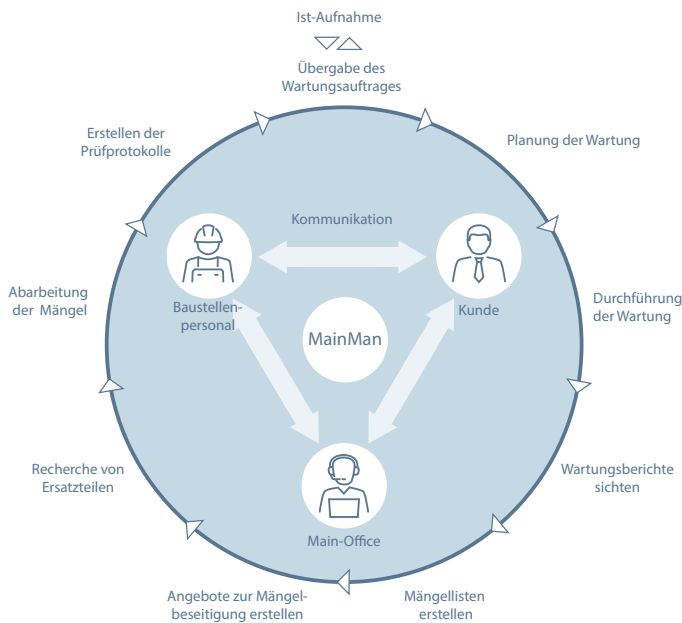 Ist-Aufnahme
Übergabe des
Wartungsauftrages
Planung der Wartung
Durchführung
der Wartung
Wartungsberichte
sichten
Mängellisten
erstellen
Angebote zur Mängel-
beseitigung erstellen
Recherche von
Ersatzteilen
Abarbeitung
der Mängel
Erstellen der
Prüfprotokolle
Kommunikation
Baustellen-
personal
Kunde
MainMan
Main-Office